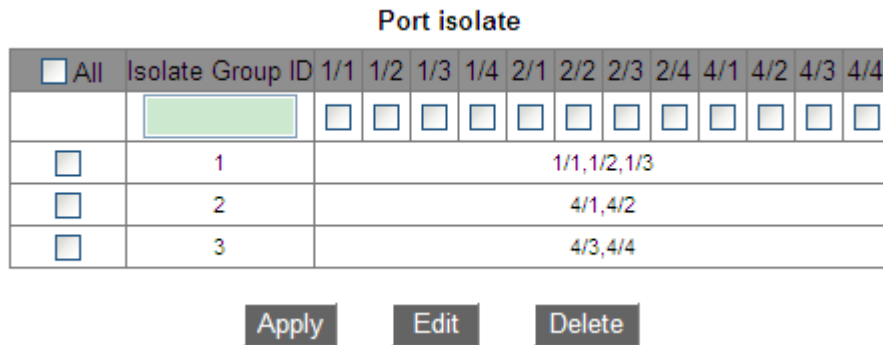 Port isolate
All Isolate Group ID 1/1 1/2 1/3 1/4 2/1 2/2 2/3 2/4 4/1 4/2 4/3 4/4
1 1/1,1/2,1/3
2 4/1,4/2
3 4/3,4/4
Apply Edit Delete